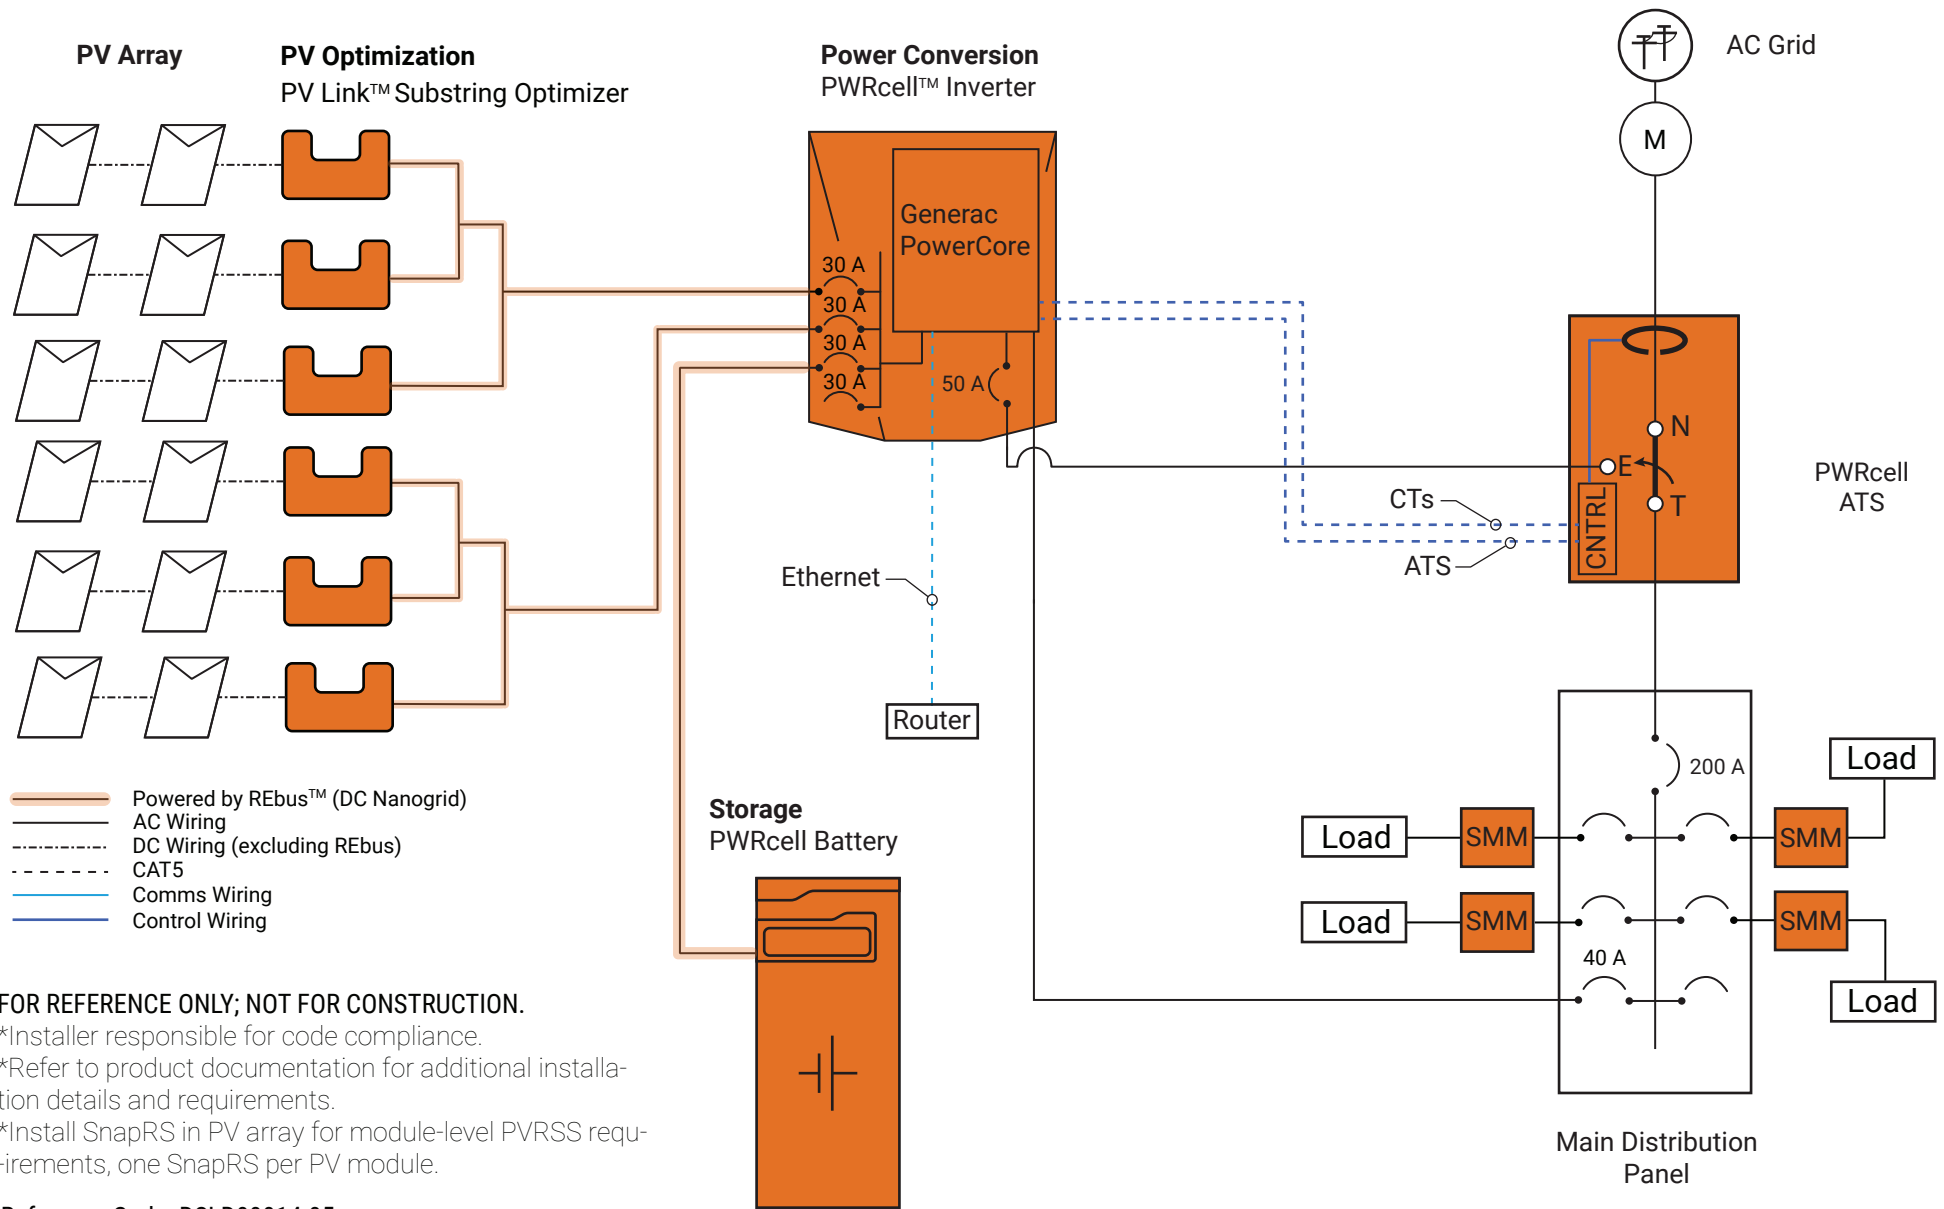 PV Array
PV Optimization
PV Link™ Substring Optimizer
Power Conversion
PWRcell™ Inverter
AC Grid
M
Generac
PowerCore
30 A
30 A
30 A
30 A
50 A
N
E
T
CNTRL
PWRcell
ATS
CTs
ATS
Ethernet
Router
200 A
Load
Load
SMM
SMM
Load
SMM
SMM
40 A
Load
Main Distribution
Panel
Storage
PWRcell Battery
Powered by REbus™ (DC Nanogrid)
AC Wiring
DC Wiring (excluding REbus)
CAT5
Comms Wiring
Control Wiring
FOR REFERENCE ONLY; NOT FOR CONSTRUCTION.
*Installer responsible for code compliance.
*Refer to product documentation for additional installa-
tion details and requirements.
*Install SnapRS in PV array for module-level PVRSS requ-
-irements, one SnapRS per PV module.